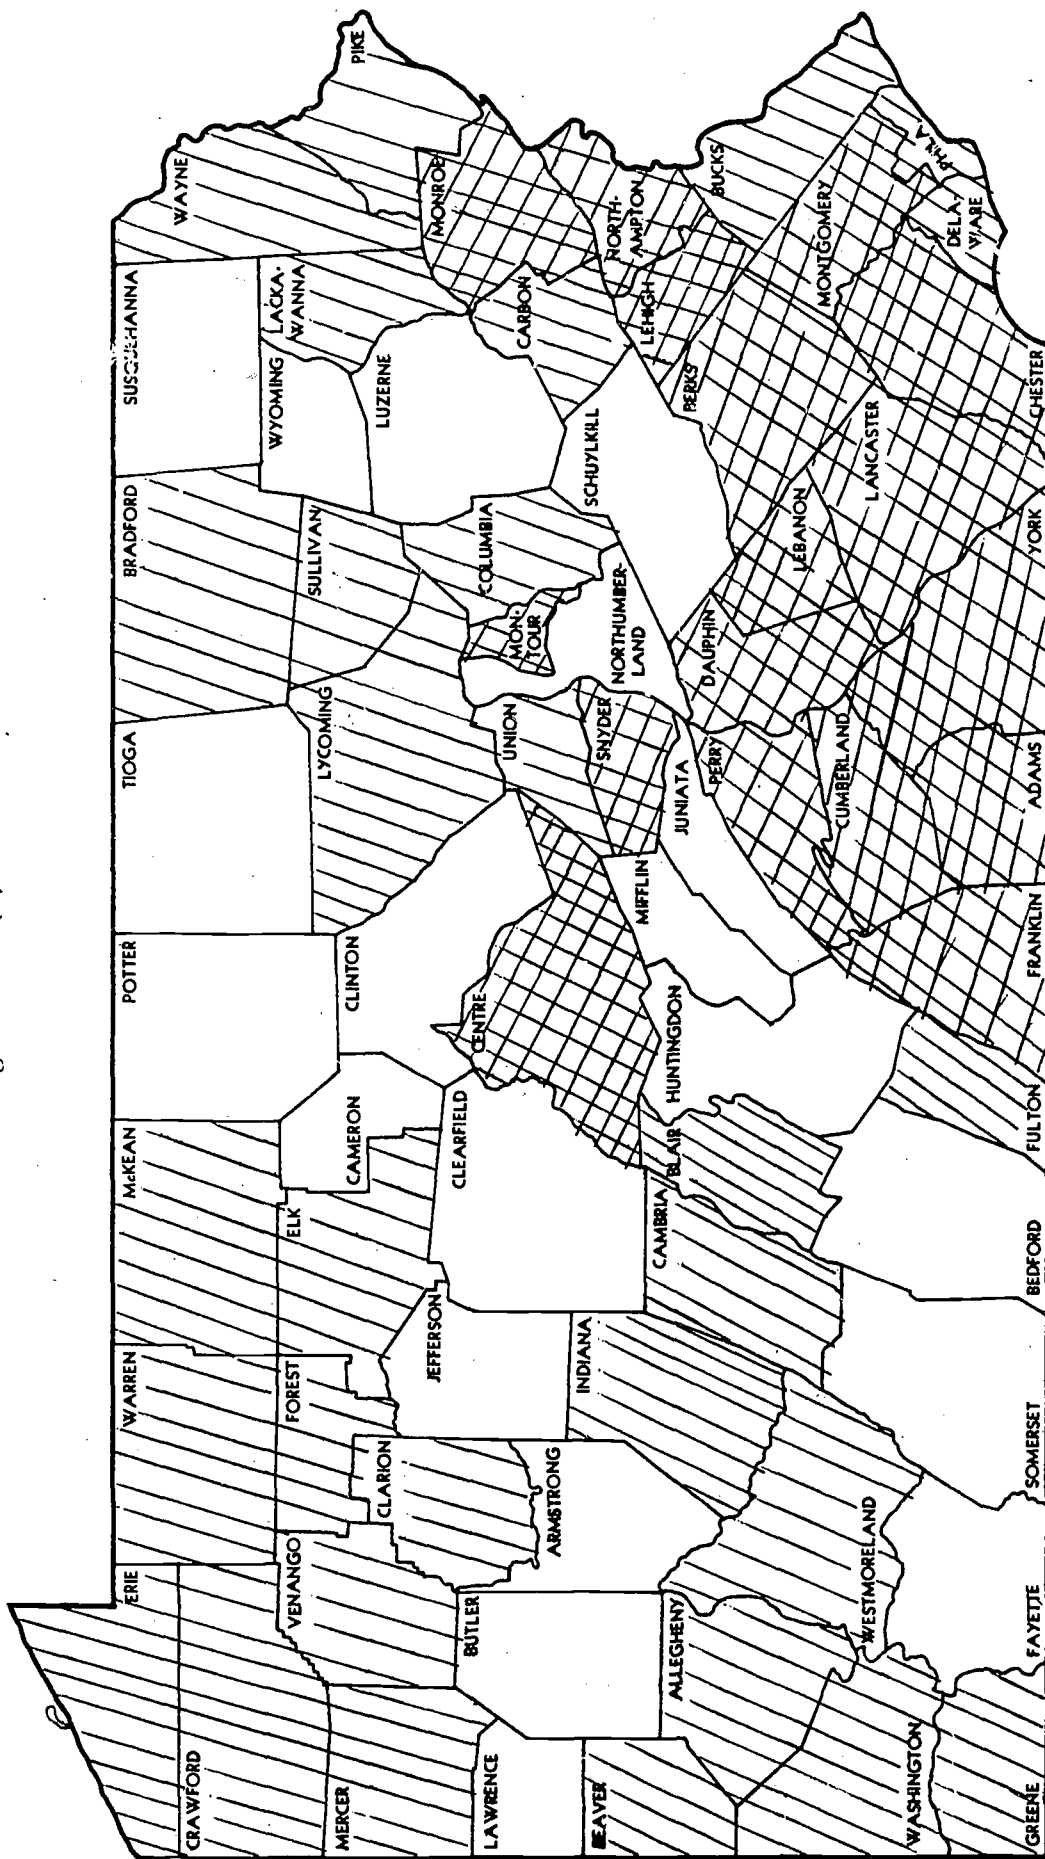 ERIE
CRAWFORD
MERCER
LAWRENCE
BEAVER
WASHINGTON
GREENE
WARREN
VENANGO
FOREST
CLARION
BUTLER
ARMSTRONG
ALLEGHENY
WESTMORELAND
FAYETTE
SOMERSET
McKEAN
ELK
CAMERON
JEFFERSON
CLEARFIELD
INDIANA
CAMBRIA
BLAIR
BEDFORD
FULTON
POTTER
CLINTON
CENTRE
HUNTINGDON
MIFFLIN
FRANKLIN
TIOGA
LYCOMING
UNION
SNYDER
JUNIATA
PERRY
CUMBERLAND
ADAMS
BRADFORD
SULLIVAN
COLUMBIA
MON-
TOUR
NORTHUMBER-
LAND
DAUPHIN
LEBANON
LANCASTER
YORK
SUSQUEHANNA
WYOMING
LACKA-
WANNA
LUZERNE
SCHUYLKILL
CARBON
LEHIGH
BERKS
CHESTER
WAYNE
PIKE
MONROE
NORTH-
AMPTON
BUCKS
MONTGOMERY
DELA-
WARE
PHILA